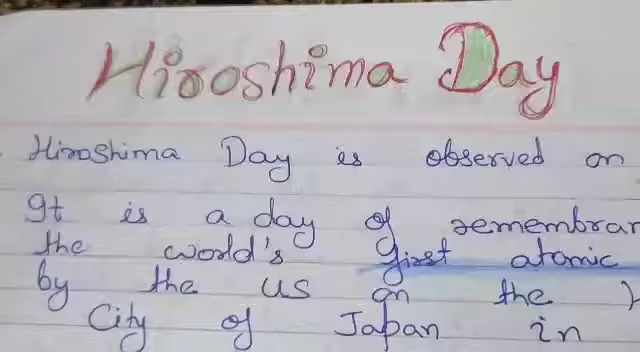 Hiroshima Day
Hiroshima Day is observed on
It is a day of remembran
the world's first atomic
by the US on the
City of Japan in